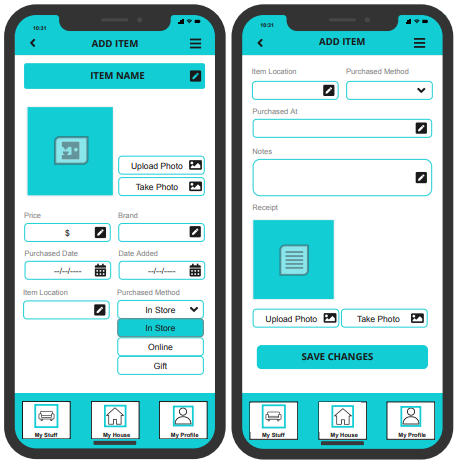 10:31
ADD ITEM
ITEM NAME
Upload Photo
Take Photo
Price
Brand
$
Purchased Date
Date Added
--/--/----
--/--/----
Item Location
Purchased Method
In Store
In Store
Online
Gift
My Stuff
My House
My Profile
10:31
ADD ITEM
Item Location
Purchased Method
Purchased At
Notes
Receipt
Upload Photo
Take Photo
SAVE CHANGES
My Stuff
My House
My Profile